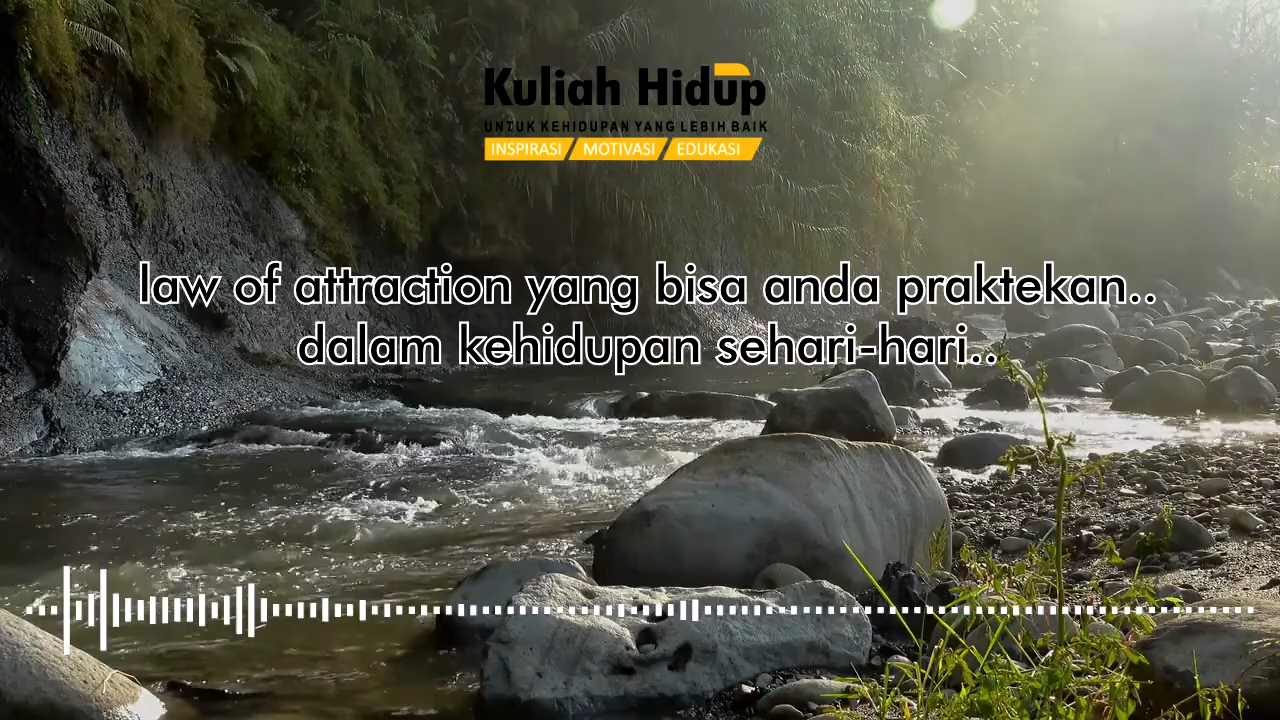 Kuliah Hidup
UNTUK KEHIDUPAN YANG LEBIH BAIK
INSPIRASI / MOTIVASI / EDUKASI
law of attraction yang bisa anda praktekan..
dalam kehidupan sehari-hari..